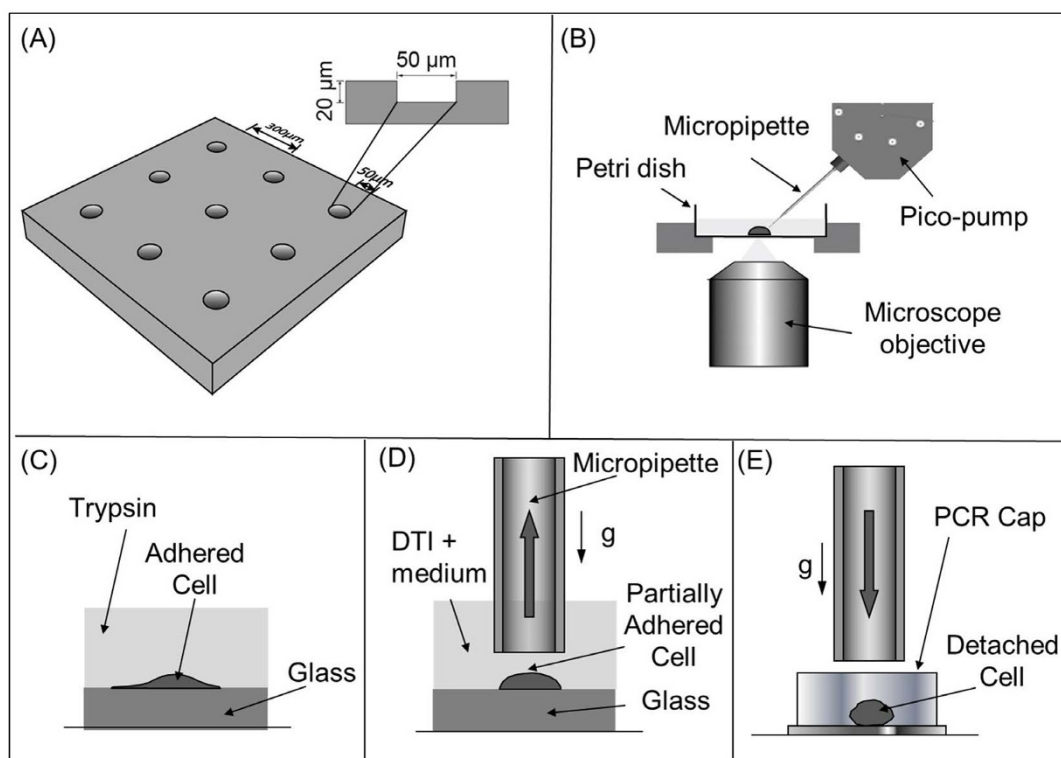 (A)
50 µm
20 µm
300µm
50µm
(B)
Micropipette
Petri dish
Pico-pump
Microscope
objective
(C)
Trypsin
Adhered
Cell
Glass
(D)
Micropipette
g
DTI +
medium
Partially
Adhered
Cell
Glass
(E)
PCR Cap
g
Detached
Cell